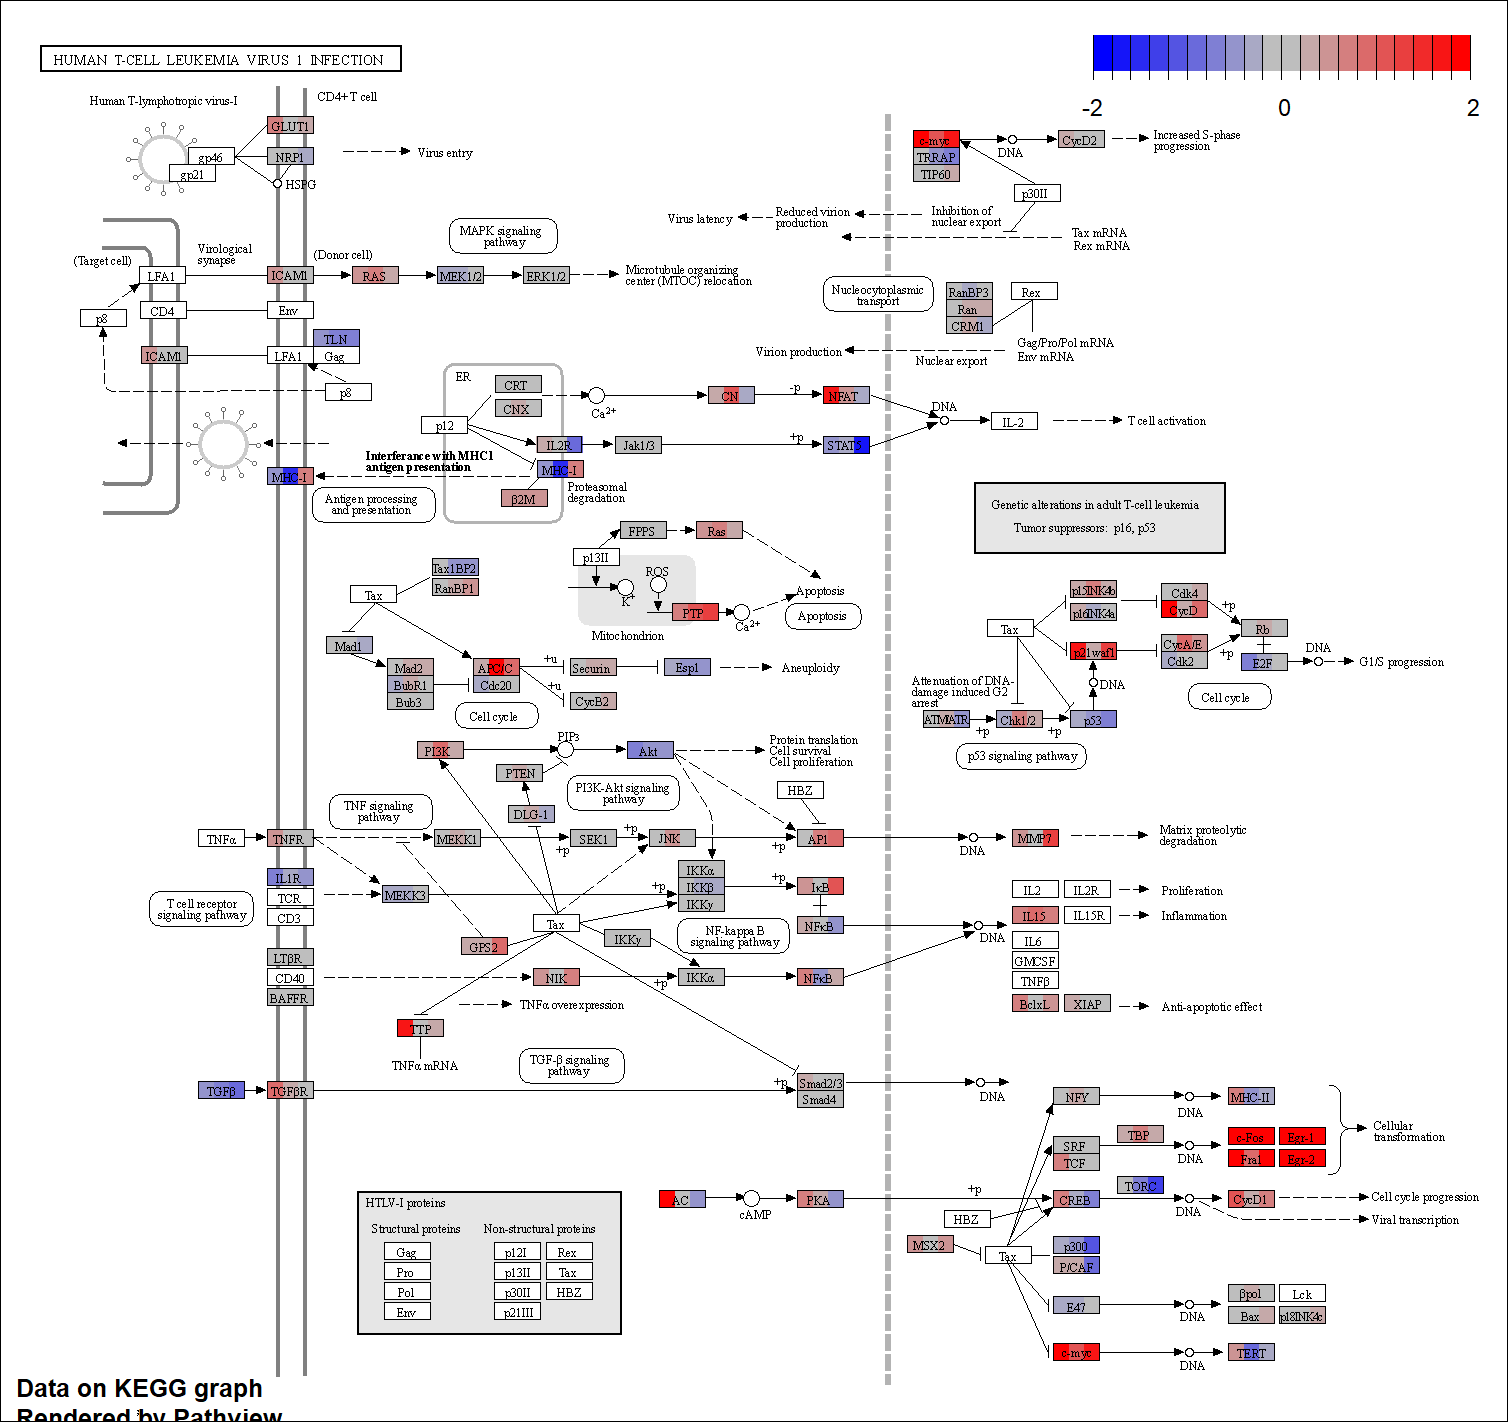 HUMAN T-CELL LEUKEMIA VIRUS 1 INFECTION
-2 0 2
Human T-lymphotropic virus-I
CD4+ T cell
GLUT1
gp46
NRP1
gp21
HSPG
Virus entry
c-myc
TRRAP
TIP60
DNA
CycD2
Increased S-phase
progression
p30II
Virus latency
Reduced virion
production
Inhibition of
nuclear export
Tax mRNA
Rex mRNA
MAPK signaling
pathway
(Target cell)
Virological
synapse
(Donor cell)
LFA1
ICAM1
RAS
MEK1/2
ERK1/2
Microtubule organizing
center (MTOC) relocation
Nucleocytoplasmic
transport
RanBP3
Ran
CRM1
Rex
p8
CD4
Env
TLN
ICAM1
LFA1
Gag
p8
Gag/Pro/Pol mRNA
Env mRNA
Virion production
Nuclear export
ER
CRT
CNX
Ca2+
CN
-p
NFAT
p12
IL2R
Jak1/3
+p
STAT5
DNA
IL-2
T cell activation
Interferance with MHC1
antigen presentation
MHC-I
MHC-I
β2M
Proteasomal
degradation
Antigen processing
and presentation
Genetic alterations in adult T-cell leukemia
Tumor suppressors: p16, p53
FPPS
Ras
p13II
ROS
K+
PTP
Ca2+
Mitochondrion
Apoptosis
Apoptosis
Tax1BP2
RanBP1
Tax
Mad1
Mad2
BubR1
Bub3
APC/C
Cdc20
+u
+u
Securin
CycB2
Esp1
Aneuploidy
Cell cycle
p15INK4b
p16INK4a
Cdk4
CycD
+p
Tax
p21waf1
CycA/E
Cdk2
+p
Rb
E2F
DNA
G1/S progression
Attenuation of DNA-
damage induced G2
arrest
DNA
ATM/ATR
+p
Chk1/2
+p
p53
Cell cycle
p53 signaling pathway
PI3K
PIP3
Akt
Protein translation
Cell survival
Cell proliferation
PTEN
PI3K-Akt signaling
pathway
HBZ
DLG-1
TNF signaling
pathway
TNFα
TNFR
MEKK1
+p
SEK1
+p
JNK
+p
AP1
DNA
MMP7
Matrix proteolytic
degradation
IL1R
TCR
CD3
T cell receptor
signaling pathway
MEKK3
+p
IKKα
IKKβ
IKKγ
+p
IκB
NFκB
Tax
IKKγ
NF-kappa B
signaling pathway
GPS2
DNA
IL2
IL2R
Proliferation
IL15
IL15R
Inflammation
IL6
GMCSF
TNFβ
BclxL
XIAP
Anti-apoptotic effect
LTβR
CD40
BAFFR
NIK
+p
IKKα
NFκB
TNFα overexpression
TTP
TNFα mRNA
TGF-β signaling
pathway
TGFβ
TGFβR
+p
Smad2/3
Smad4
DNA
NFY
DNA
MHC-II
SRF
TCF
TBP
DNA
c-Fos
Egr-1
Fra1
Egr-2
Cellular
transformation
AC
cAMP
PKA
+p
CREB
TORC
DNA
CycD1
Cell cycle progression
Viral transcription
HBZ
MSX2
Tax
p300
P/CAF
E47
DNA
βpol
Lck
Bax
p18INK4c
c-myc
DNA
TERT
HTLV-I proteins
Structural proteins
Non-structural proteins
Gag
p12I
Rex
Pro
p13II
Tax
Pol
p30II
HBZ
Env
p21III
Data on KEGG graph
Rendered by Pathview